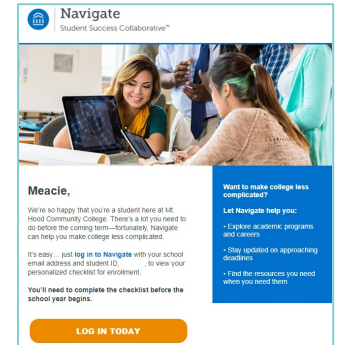 Navigate
Student Success Collaborative™
Meacie,
We're so happy that you're a student here at Mt.
Hood Community College. There's a lot you need to
do before the coming term—fortunately, Navigate
can help you make college less complicated.
It's easy… just log in to Navigate with your school
email address and student ID, , to view your
personalized checklist for enrollment.
You'll need to complete the checklist before the
school year begins.
LOG IN TODAY
Want to make college less
complicated?
Let Navigate help you:
• Explore academic programs
and careers
• Stay updated on approaching
deadlines
• Find the resources you need
when you need them